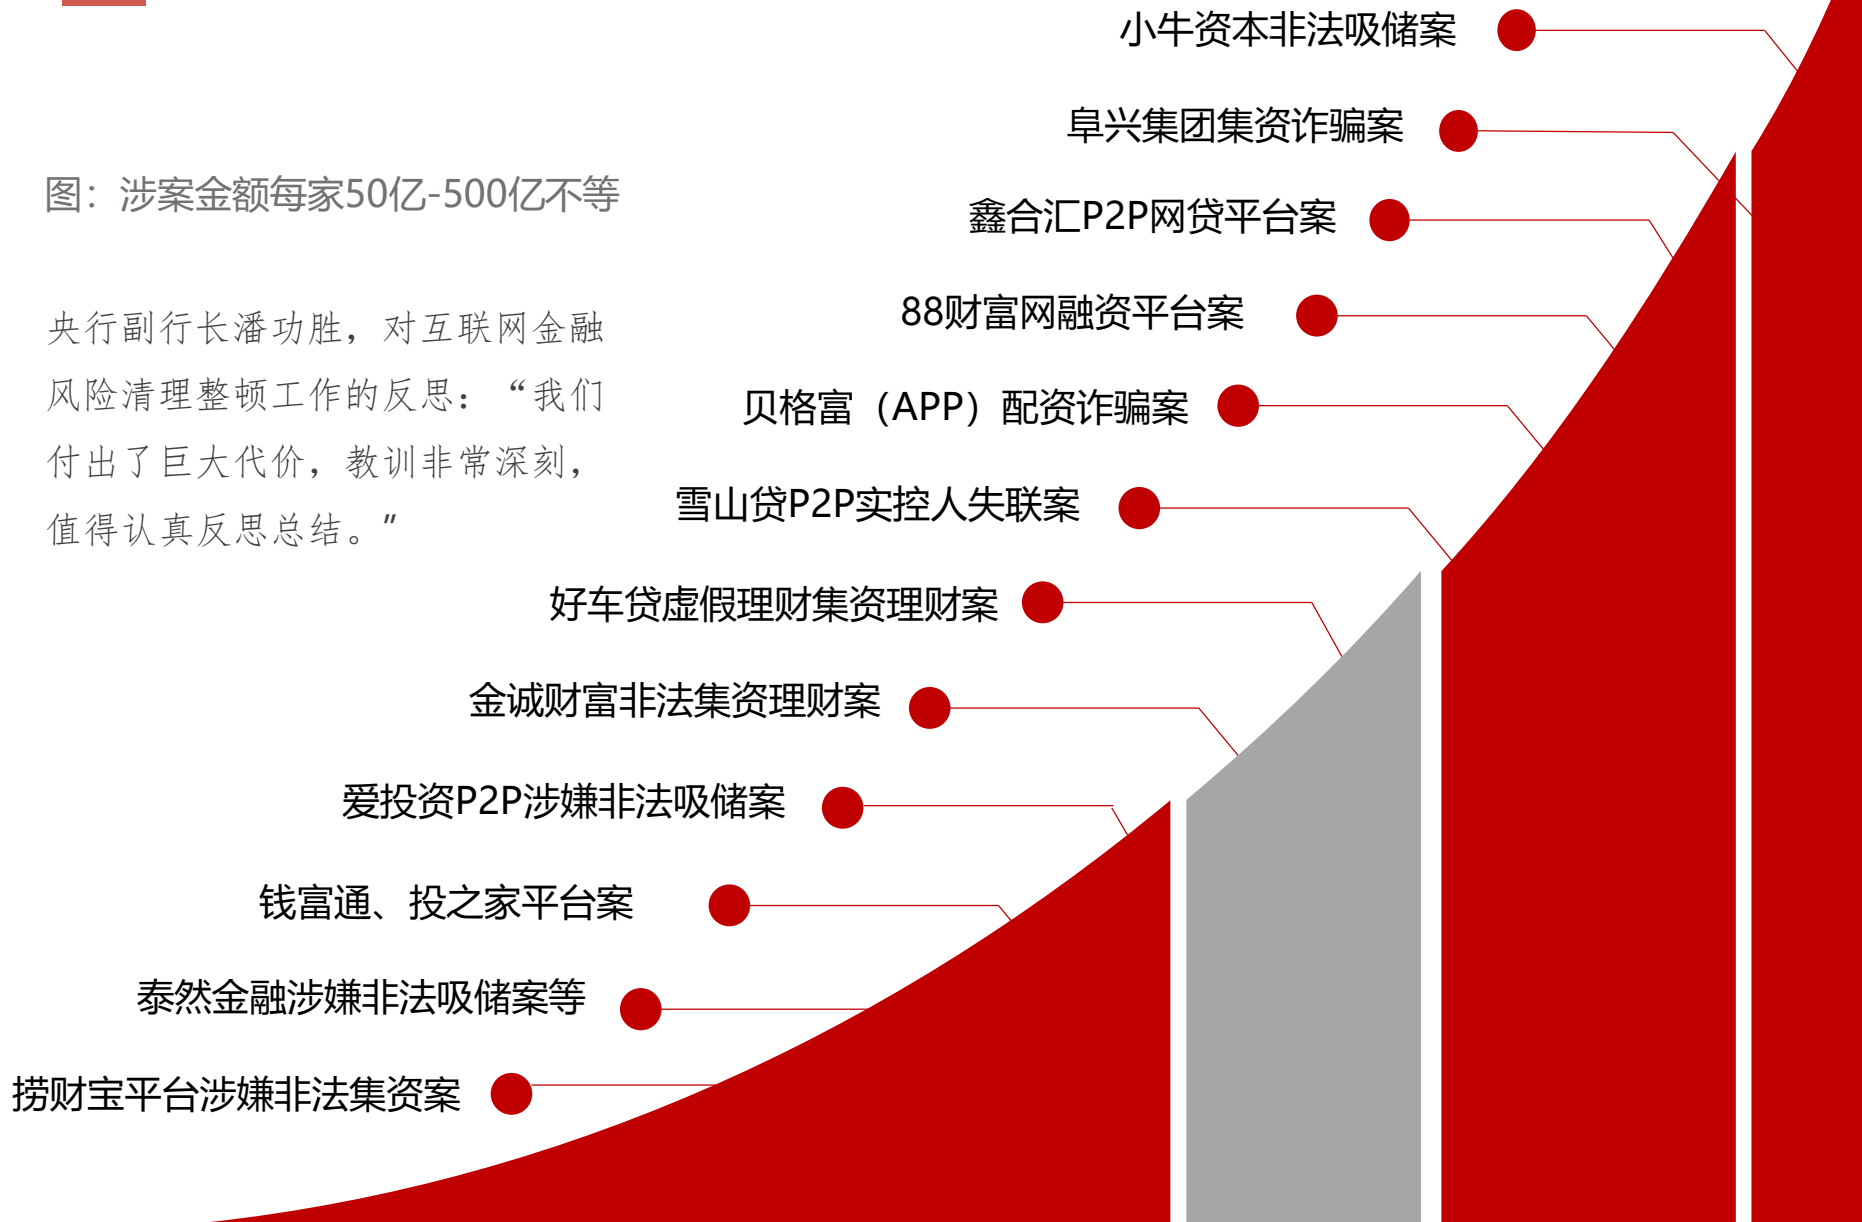 小牛资本非法吸储案
阜兴集团集资诈骗案
图：涉案金额每家50亿-500亿不等
鑫合汇P2P网贷平台案
88财富网融资平台案
央行副行长潘功胜，对互联网金融
风险清理整顿工作的反思：“我们
付出了巨大代价，教训非常深刻，
值得认真反思总结。"
贝格富（APP）配资诈骗案
雪山贷P2P实控人失联案
好车贷虚假理财集资理财案
金诚财富非法集资理财案
爱投资P2P涉嫌非法吸储案
钱富通、投之家平台案
泰然金融涉嫌非法吸储案等
捞财宝平台涉嫌非法集资案